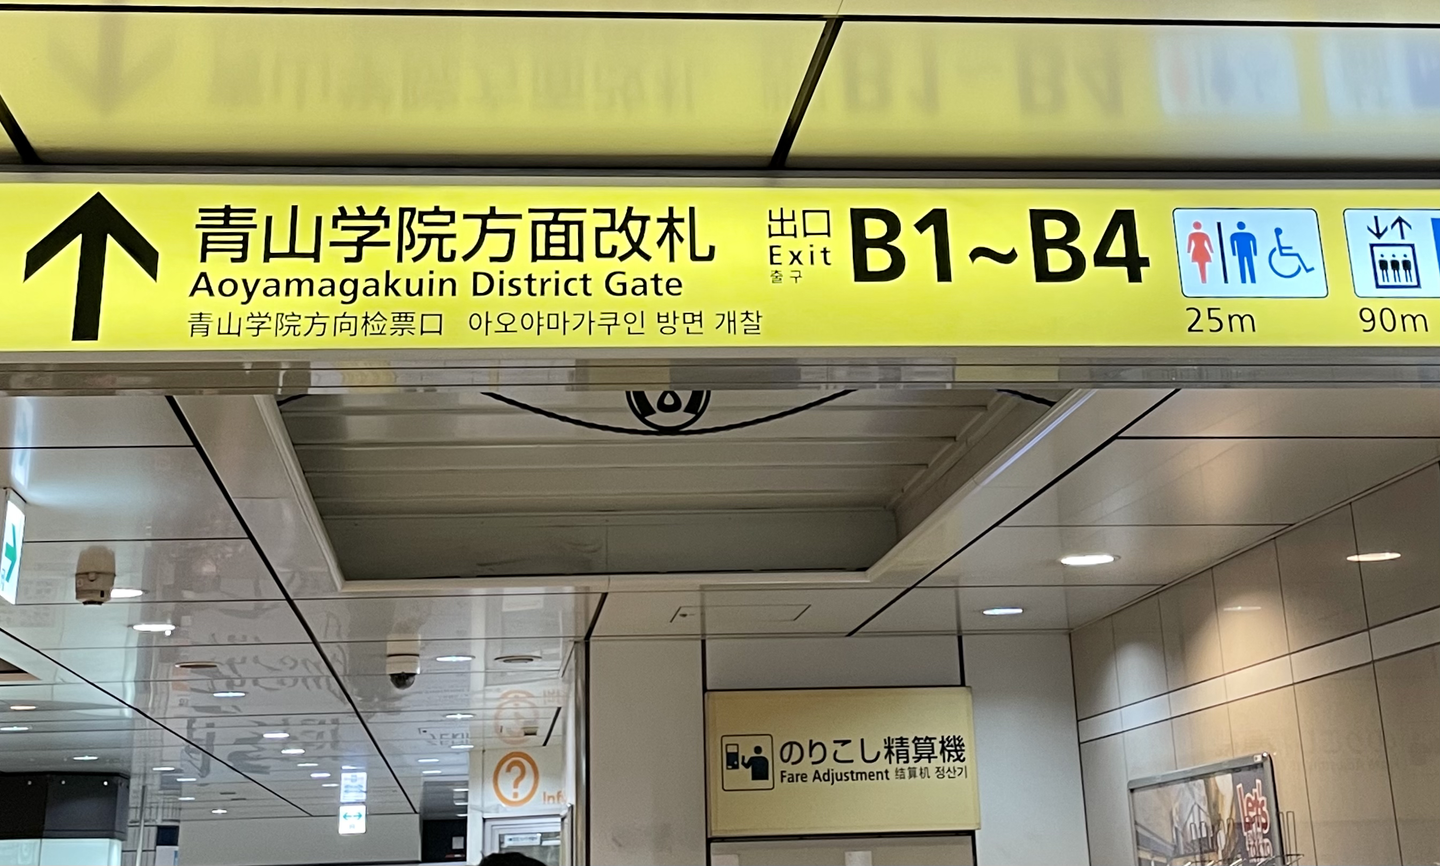 青山学院方面改札
Aoyamagakuin District Gate
青山学院方向检票口 아오야마가쿠인 방면 개찰
出口
Exit
출구
B1~B4
25m
90m
のりこし精算機
Fare Adjustment 结算机 정산기
?
Let's